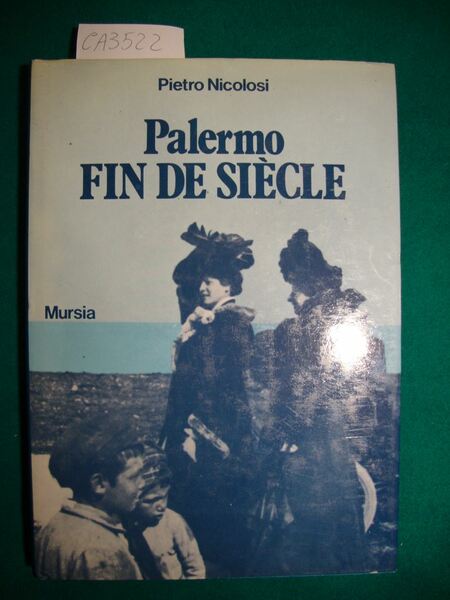 CA3522
Pietro Nicolosi
Palermo
FIN DE SIÈCLE
Mursia